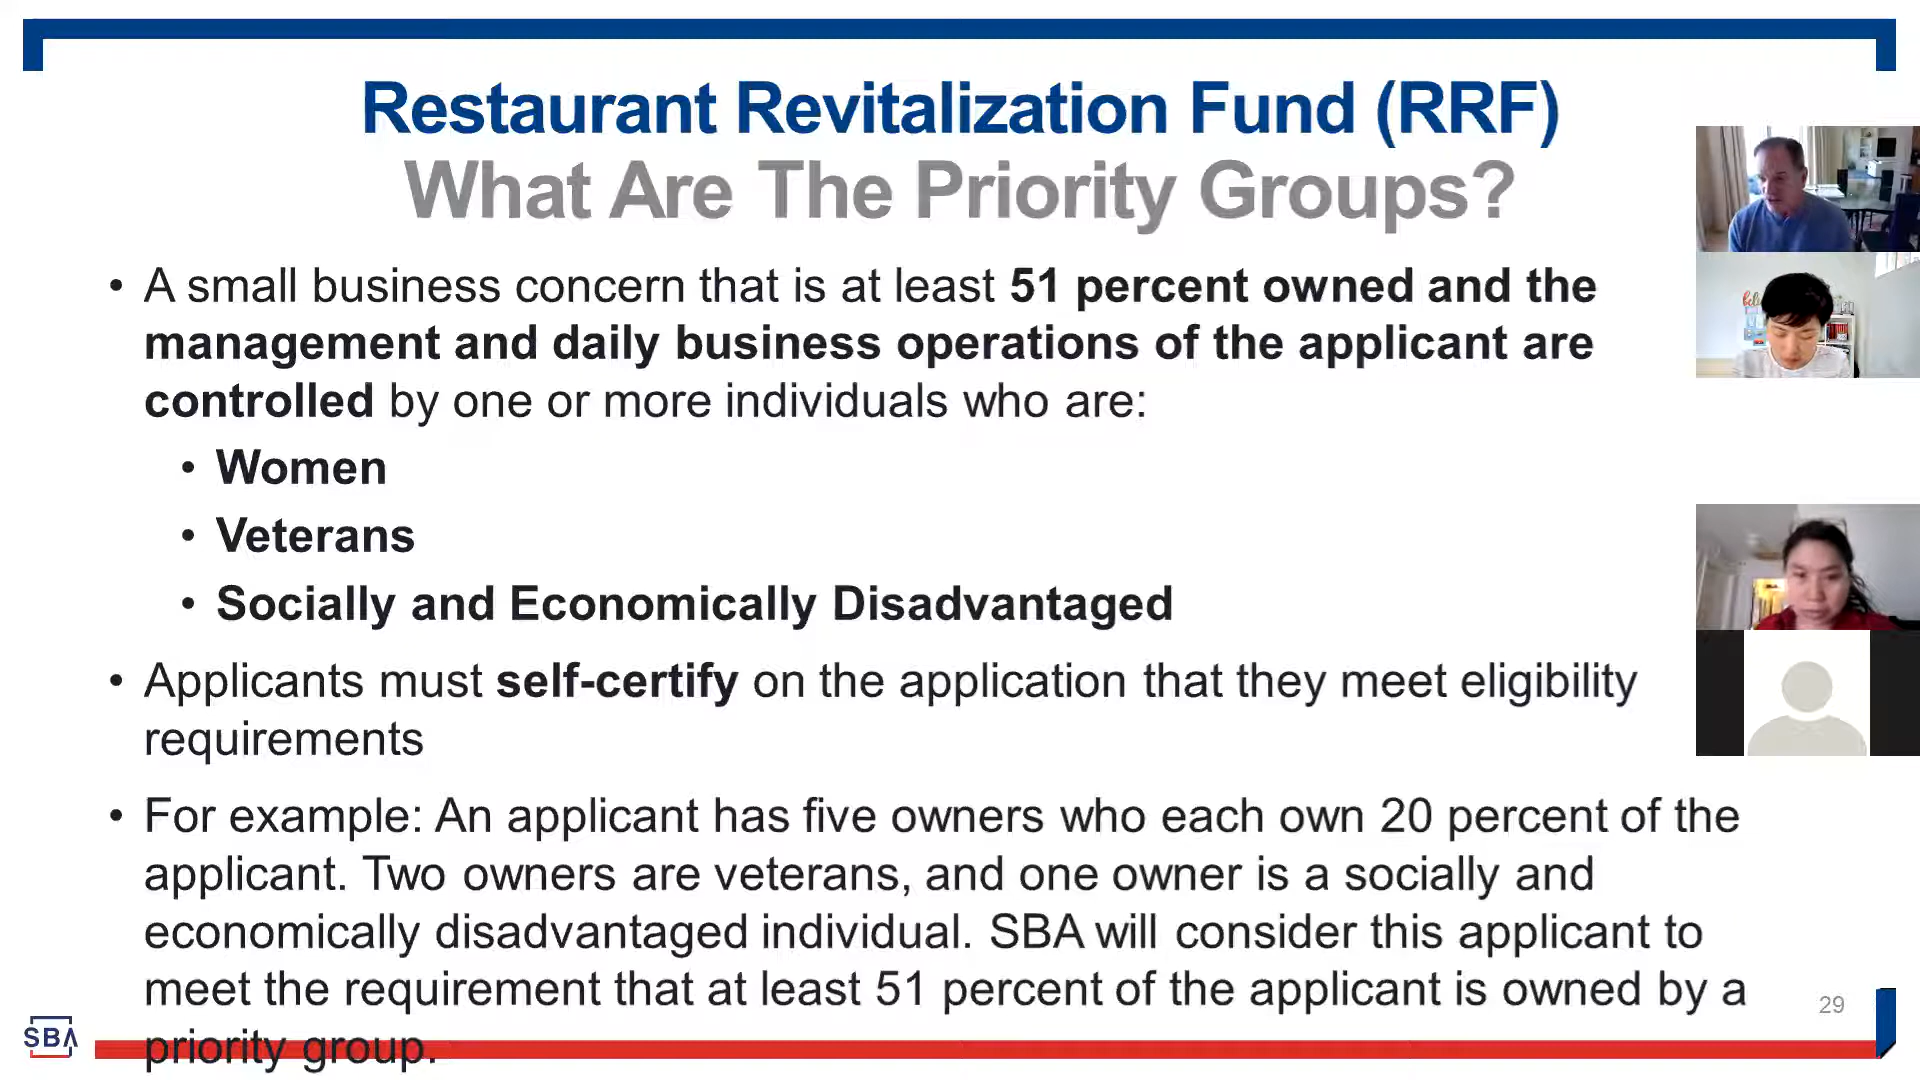 Restaurant Revitalization Fund (RRF)
What Are The Priority Groups?
• A small business concern that is at least 51 percent owned and the
management and daily business operations of the applicant are
controlled by one or more individuals who are:
• Women
• Veterans
• Socially and Economically Disadvantaged
• Applicants must self-certify on the application that they meet eligibility
requirements
• For example: An applicant has five owners who each own 20 percent of the
applicant. Two owners are veterans, and one owner is a socially and
economically disadvantaged individual. SBA will consider this applicant to
meet the requirement that at least 51 percent of the applicant is owned by a
priority group.
29
SBA